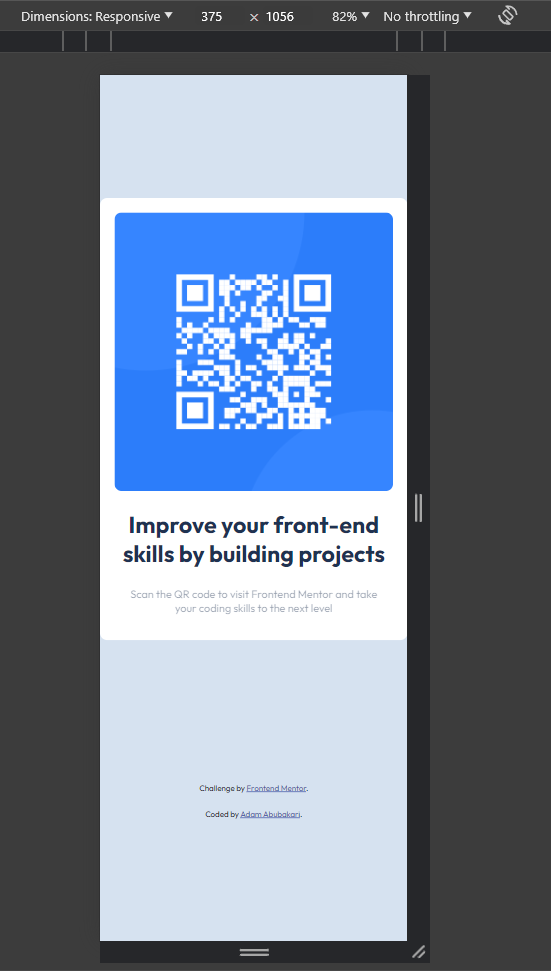 Dimensions: Responsive ▼ 375 × 1056 82% ▼ No throttling ▼
Improve your front-end
skills by building projects
Scan the QR code to visit Frontend Mentor and take
your coding skills to the next level
Challenge by Frontend Mentor.
Coded by Adam Abubakari.